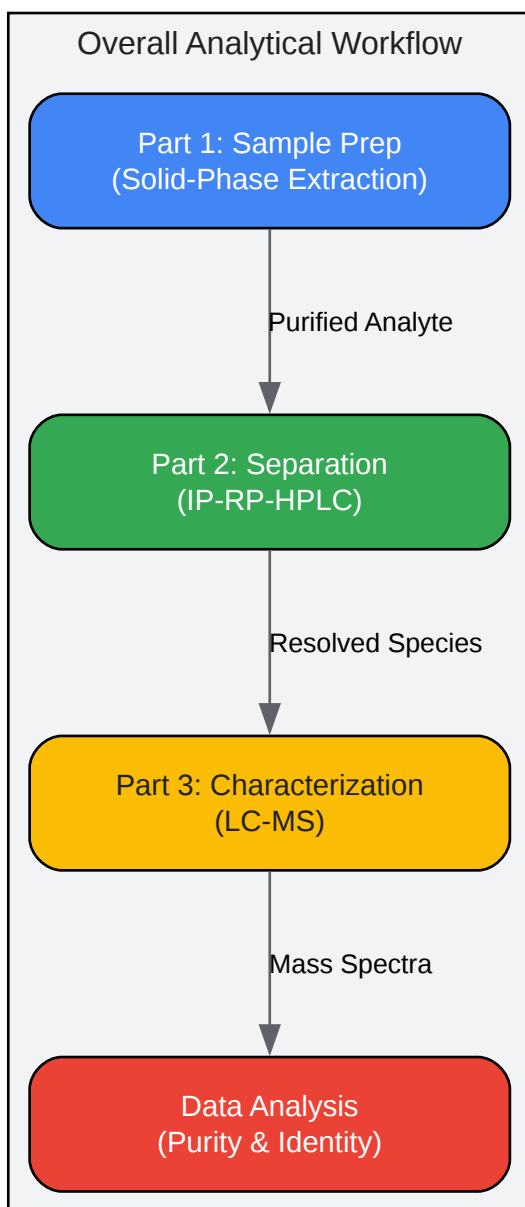 Overall Analytical Workflow
Part 1: Sample Prep
(Solid-Phase Extraction)
Purified Analyte
Part 2: Separation
(IP-RP-HPLC)
Resolved Species
Part 3: Characterization
(LC-MS)
Mass Spectra
Data Analysis
(Purity & Identity)